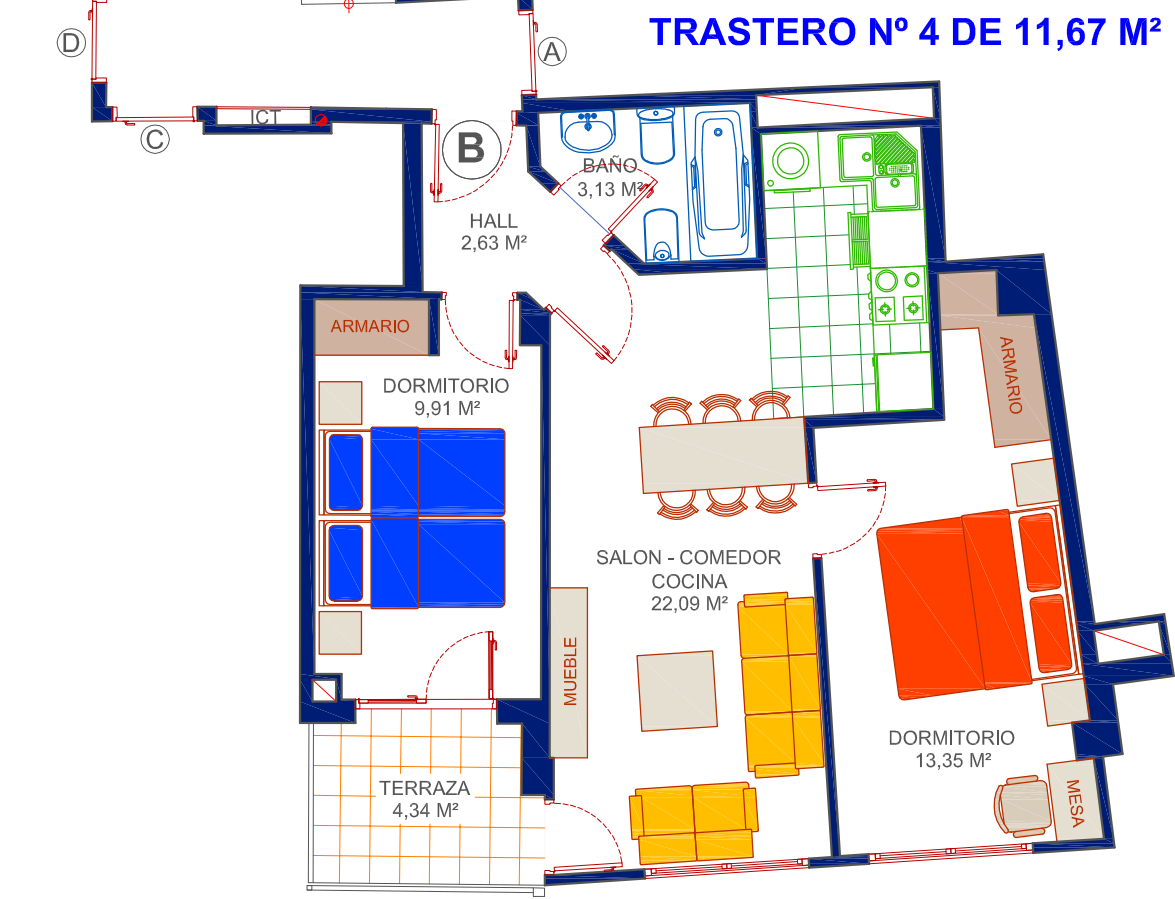 TRASTERO Nº 4 DE 11,67 M²
D
A
C
ICT
B
BAÑO
3,13 M²
HALL
2,63 M²
ARMARIO
ARMARIO
DORMITORIO
9,91 M²
SALON - COMEDOR
COCINA
22,09 M²
MUEBLE
DORMITORIO
13,35 M²
TERRAZA
4,34 M²
MESA